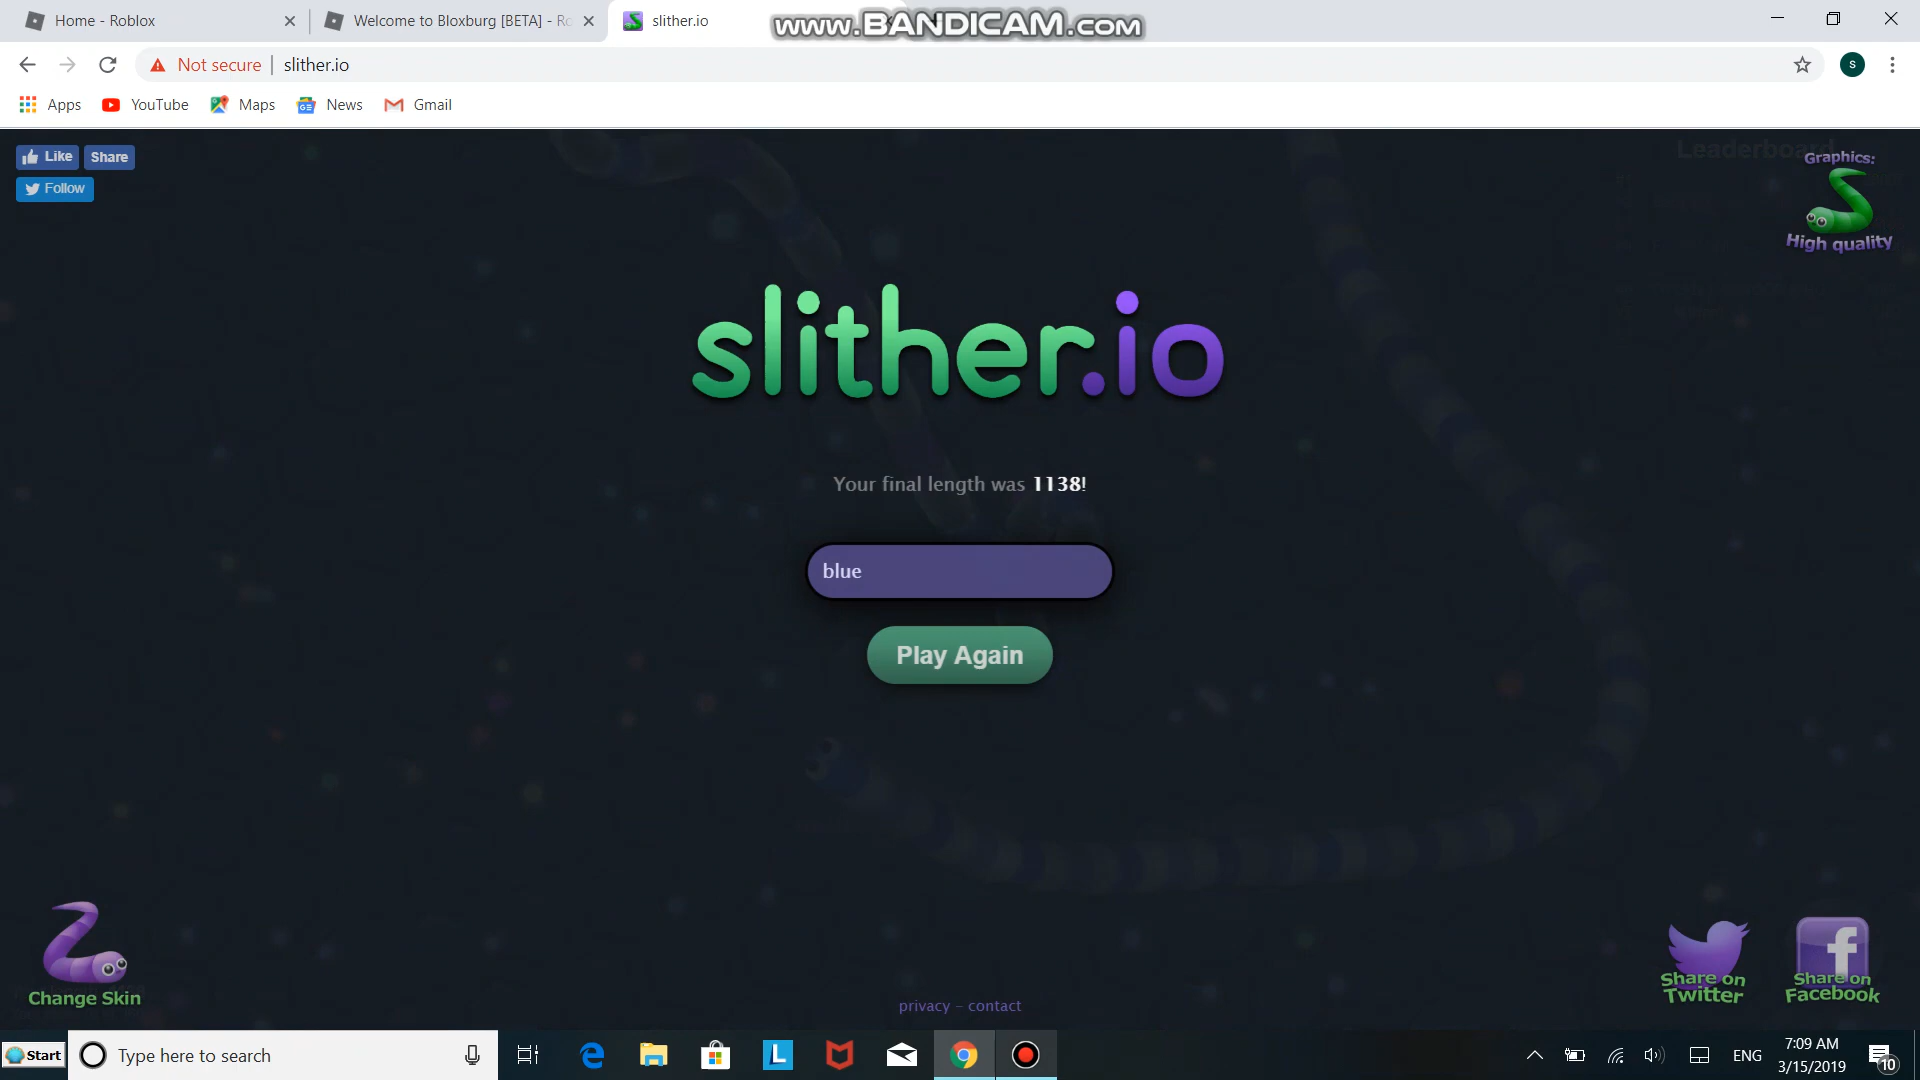 Home - Roblox
Welcome to Bloxburg [BETA] - Ro
slither.io
www.BANDICAM.com
Not secure
slither.io
S
Apps
YouTube
Maps
News
Gmail
Like
Share
Follow
Leaderboard
Graphics:
High quality
slither.io
Your final length was 1138!
blue
Play Again
Change Skin
Share on
Twitter
Share on
Facebook
privacy - contact
Start
Type here to search
ENG
7:09 AM
3/15/2019
10